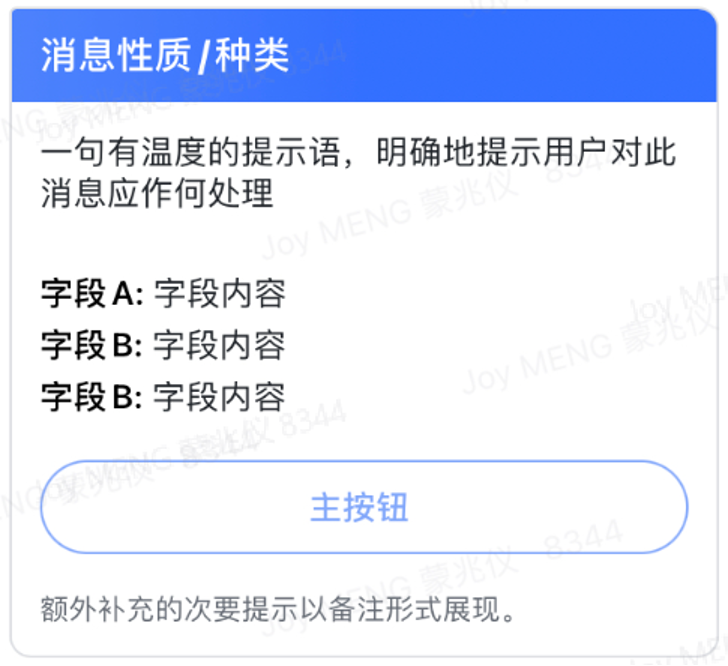 消息性质/种类
一句有温度的提示语，明确地提示用户对此
消息应作何处理
字段 A: 字段内容
字段 B: 字段内容
字段 B: 字段内容
主按钮
额外补充的次要提示以备注形式展现。
Joy MENG 蒙兆仪 8344